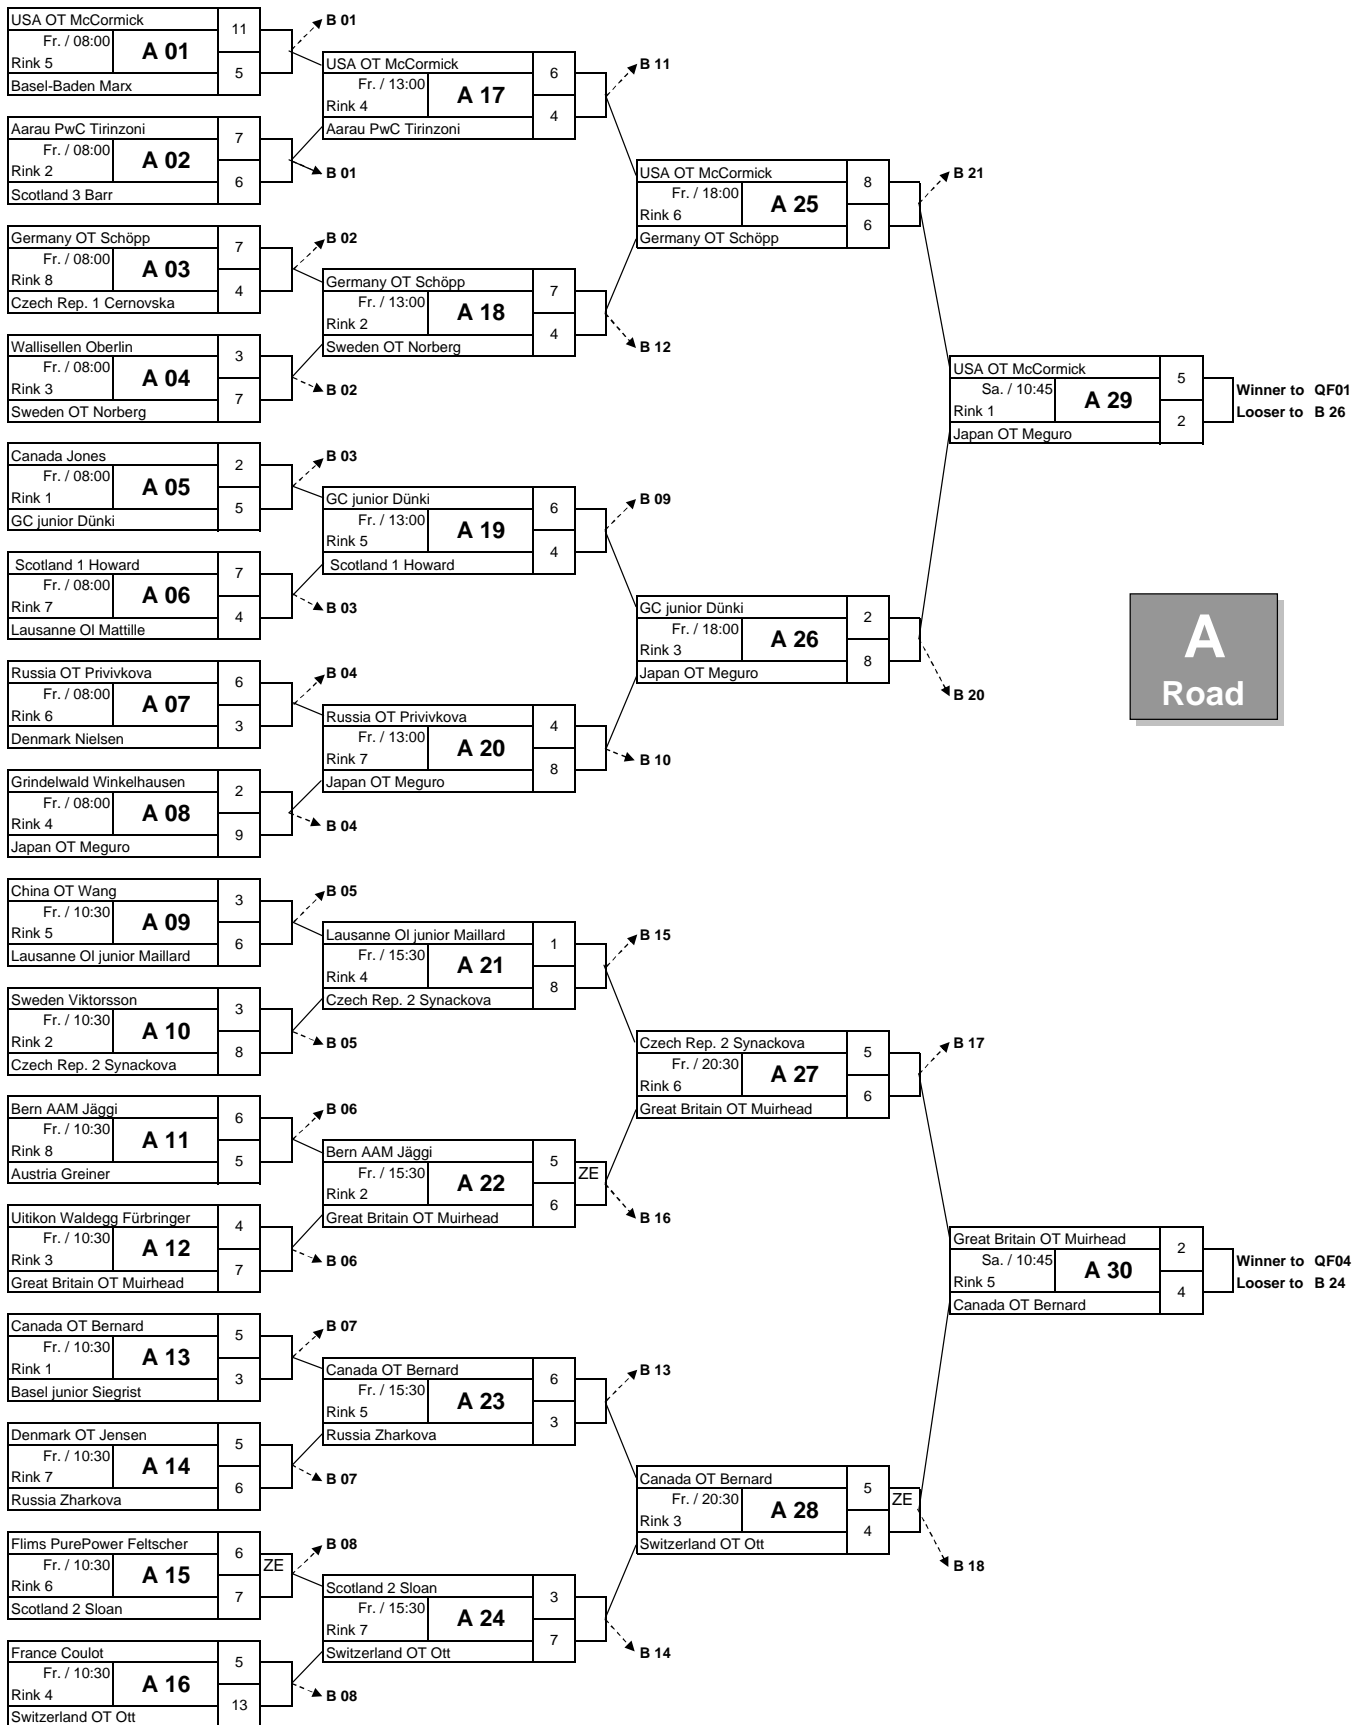 USA OT McCormick
11
Fr. / 08:00
A 01
Rink 5
5
Basel-Baden Marx
B 01
Aarau PwC Tirinzoni
7
Fr. / 08:00
A 02
Rink 2
6
Scotland 3 Barr
B 01
Germany OT Schöpp
7
Fr. / 08:00
A 03
Rink 8
4
Czech Rep. 1 Cernovska
B 02
Wallisellen Oberlin
3
Fr. / 08:00
A 04
Rink 3
7
Sweden OT Norberg
B 02
Canada Jones
2
Fr. / 08:00
A 05
Rink 1
5
GC junior Dünki
B 03
Scotland 1 Howard
7
Fr. / 08:00
A 06
Rink 7
4
Lausanne Ol Mattille
B 03
Russia OT Privivkova
6
Fr. / 08:00
A 07
Rink 6
3
Denmark Nielsen
B 04
Grindelwald Winkelhausen
2
Fr. / 08:00
A 08
Rink 4
9
Japan OT Meguro
B 04
China OT Wang
3
Fr. / 10:30
A 09
Rink 5
6
Lausanne Ol junior Maillard
B 05
Sweden Viktorsson
3
Fr. / 10:30
A 10
Rink 2
8
Czech Rep. 2 Synackova
B 05
Bern AAM Jäggi
6
Fr. / 10:30
A 11
Rink 8
5
Austria Greiner
B 06
Uitikon Waldegg Fürbringer
4
Fr. / 10:30
A 12
Rink 3
7
Great Britain OT Muirhead
B 06
Canada OT Bernard
5
Fr. / 10:30
A 13
Rink 1
3
Basel junior Siegrist
B 07
Denmark OT Jensen
5
Fr. / 10:30
A 14
Rink 7
6
Russia Zharkova
B 07
Flims PurePower Feltscher
6
Fr. / 10:30
A 15
ZE
Rink 6
7
Scotland 2 Sloan
B 08
France Coulot
5
Fr. / 10:30
A 16
Rink 4
13
Switzerland OT Ott
B 08
USA OT McCormick
6
Fr. / 13:00
A 17
Rink 4
4
Aarau PwC Tirinzoni
B 11
Germany OT Schöpp
7
Fr. / 13:00
A 18
Rink 2
4
Sweden OT Norberg
B 12
GC junior Dünki
6
Fr. / 13:00
A 19
Rink 5
4
Scotland 1 Howard
B 09
Russia OT Privivkova
4
Fr. / 13:00
A 20
Rink 7
8
Japan OT Meguro
B 10
Lausanne Ol junior Maillard
1
Fr. / 15:30
A 21
Rink 4
8
Czech Rep. 2 Synackova
B 15
Bern AAM Jäggi
5
Fr. / 15:30
A 22
ZE
Rink 2
6
Great Britain OT Muirhead
B 16
Canada OT Bernard
6
Fr. / 15:30
A 23
Rink 5
3
Russia Zharkova
B 13
Scotland 2 Sloan
3
Fr. / 15:30
A 24
Rink 7
7
Switzerland OT Ott
B 14
USA OT McCormick
8
Fr. / 18:00
A 25
Rink 6
6
Germany OT Schöpp
B 21
GC junior Dünki
2
Fr. / 18:00
A 26
Rink 3
8
Japan OT Meguro
B 20
Czech Rep. 2 Synackova
5
Fr. / 20:30
A 27
Rink 6
6
Great Britain OT Muirhead
B 17
Canada OT Bernard
5
Fr. / 20:30
A 28
ZE
Rink 3
4
Switzerland OT Ott
B 18
USA OT McCormick
5
Sa. / 10:45
A 29
Rink 1
2
Japan OT Meguro
Winner to QF01
Looser to B 26
A
Road
Great Britain OT Muirhead
2
Sa. / 10:45
A 30
Rink 5
4
Canada OT Bernard
Winner to QF04
Looser to B 24